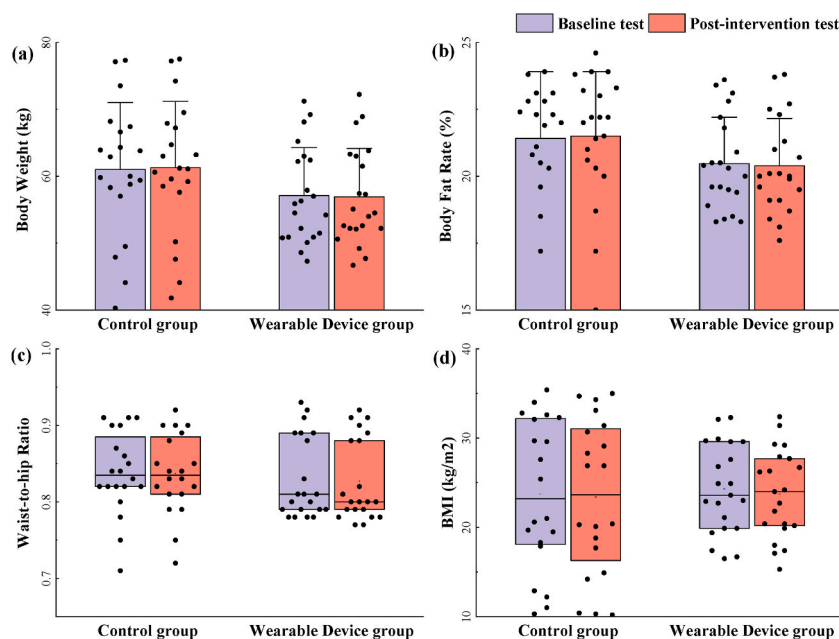 Baseline test Post-intervention test
(a)
80
60
40
Body Weight (kg)
Control group Wearable Device group
(b)
25
20
15
Body Fat Rate (%)
Control group Wearable Device group
(c)
1.0
0.9
0.8
0.7
Waist-to-hip Ratio
Control group Wearable Device group
(d)
40
30
20
10
BMI (kg/m2)
Control group Wearable Device group